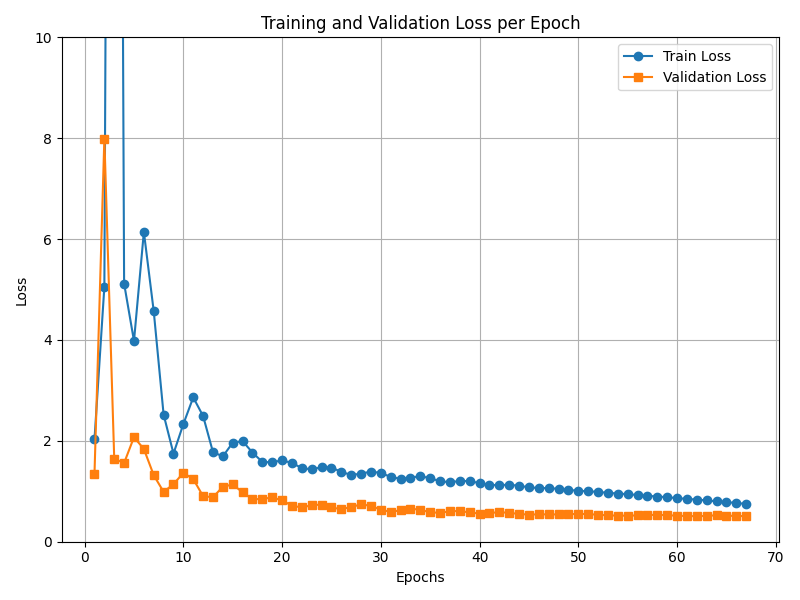 Training and Validation Loss per Epoch
Train Loss
Validation Loss
Loss
10
8
6
4
2
0
0 10 20 30 40 50 60 70
Epochs